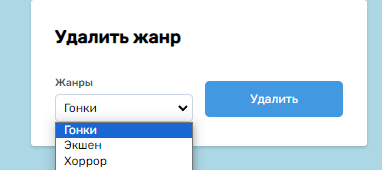 Удалить жанр
Жанры
Гонки
Удалить
Гонки
Экшен
Хоррор